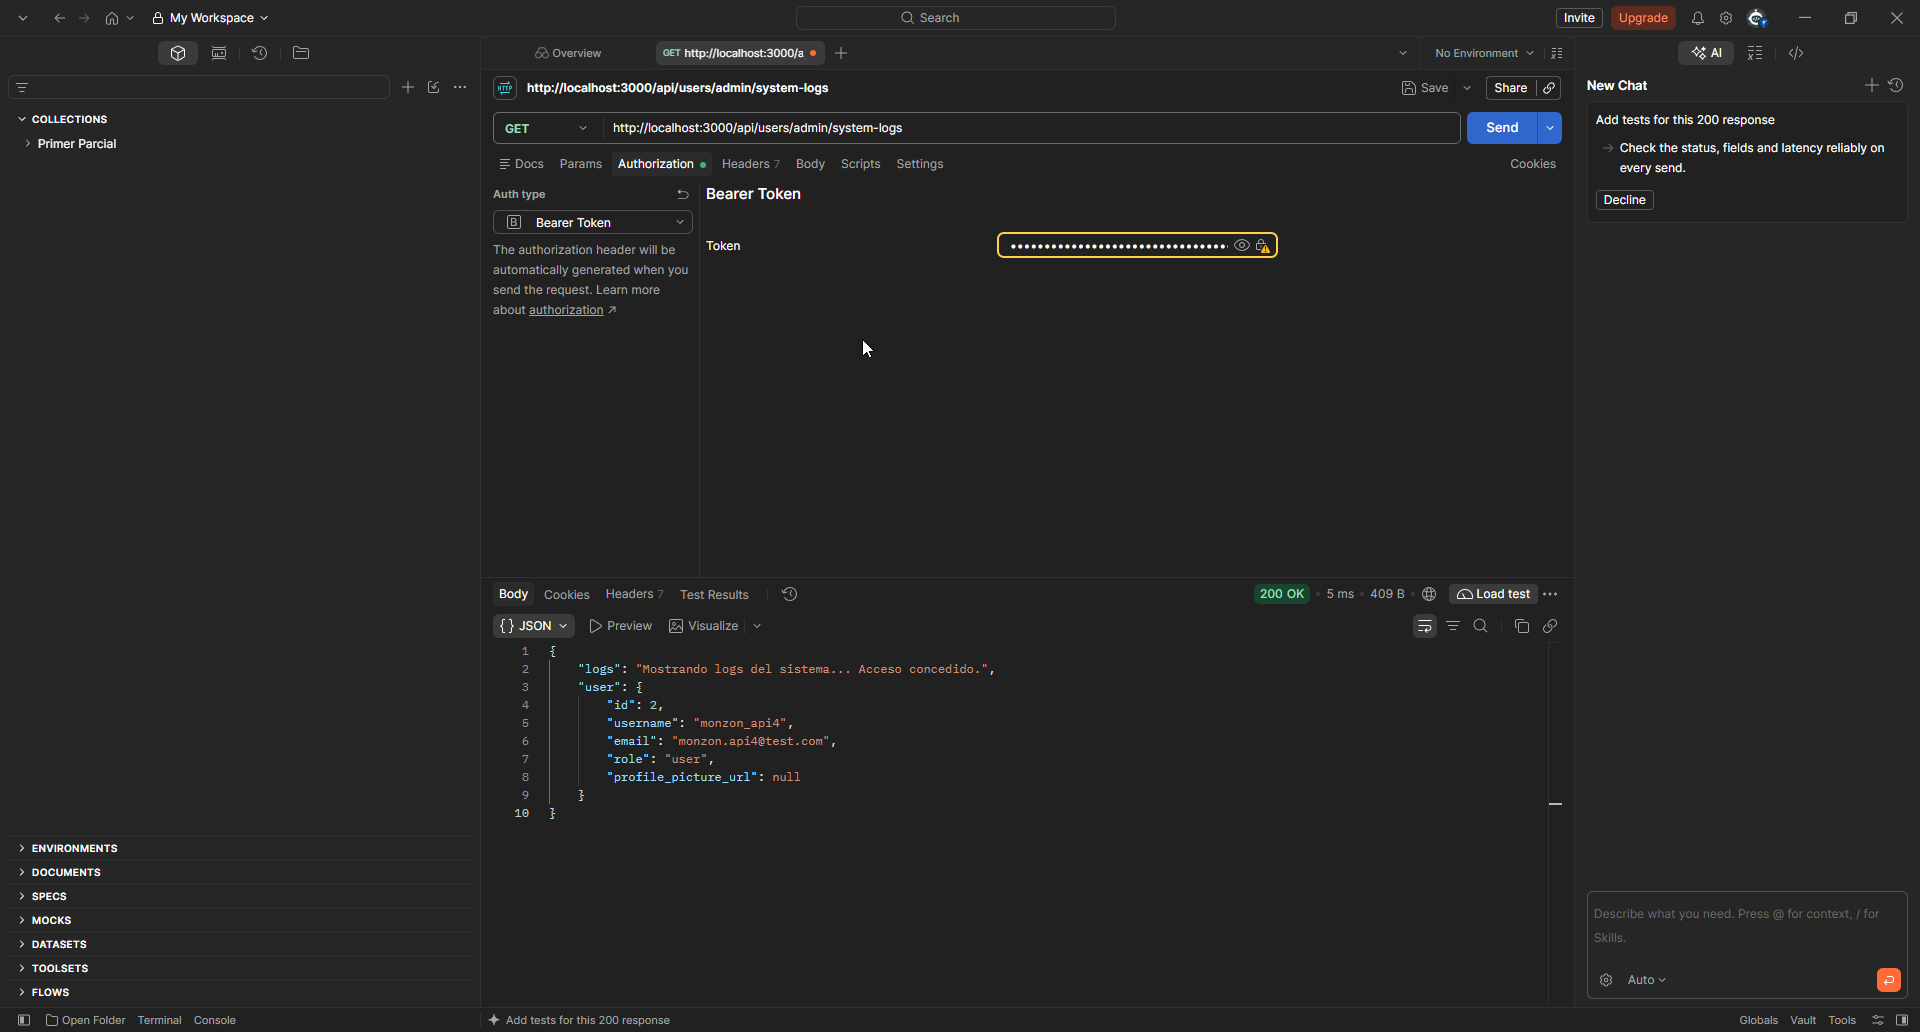 My Workspace
Search
Invite
Upgrade
Overview
GET http://localhost:3000/a
No Environment
AI
HTTP
http://localhost:3000/api/users/admin/system-logs
Save
Share
New Chat
COLLECTIONS
Primer Parcial
GET
http://localhost:3000/api/users/admin/system-logs
Send
Add tests for this 200 response
Check the status, fields and latency reliably on
every send.
Decline
Docs
Params
Authorization
Headers 7
Body
Scripts
Settings
Cookies
Auth type
Bearer Token
B
Bearer Token
The authorization header will be
automatically generated when you
send the request. Learn more
about authorization
Token
Body
Cookies
Headers 7
Test Results
200 OK
5 ms
409 B
Load test
{} JSON
Preview
Visualize
1 {
2 "logs": "Mostrando logs del sistema... Acceso concedido.",
3 "user": {
4 "id": 2,
5 "username": "monzon_api4",
6 "email": "monzon.api4@test.com",
7 "role": "user",
8 "profile_picture_url": null
9 }
10 }
ENVIRONMENTS
DOCUMENTS
SPECS
MOCKS
DATASETS
TOOLSETS
FLOWS
Describe what you need. Press @ for context, / for
Skills.
Auto
Open Folder
Terminal
Console
Add tests for this 200 response
Globals
Vault
Tools